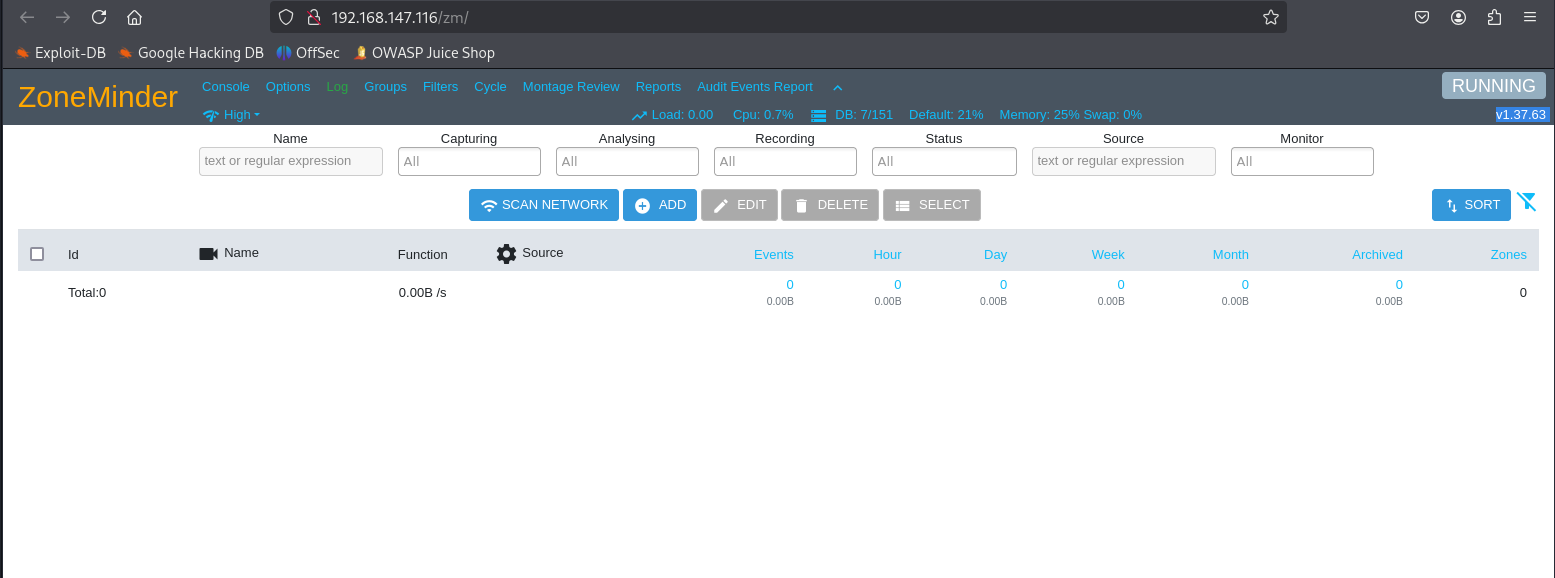 192.168.147.116/zm/
Exploit-DB Google Hacking DB OffSec OWASP Juice Shop
ZoneMinder Console Options Log Groups Filters Cycle Montage Review Reports Audit Events Report RUNNING
High Load: 0.00 Cpu: 0.7% DB: 7/151 Default: 21% Memory: 25% Swap: 0% v1.37.63
Name Capturing Analysing Recording Status Source Monitor
text or regular expression All All All All text or regular expression All
SCAN NETWORK ADD EDIT DELETE SELECT SORT
Id Name Function Source Events Hour Day Week Month Archived Zones
Total:0 0.00B /s 0 0 0 0 0 0 0
0.00B 0.00B 0.00B 0.00B 0.00B 0.00B